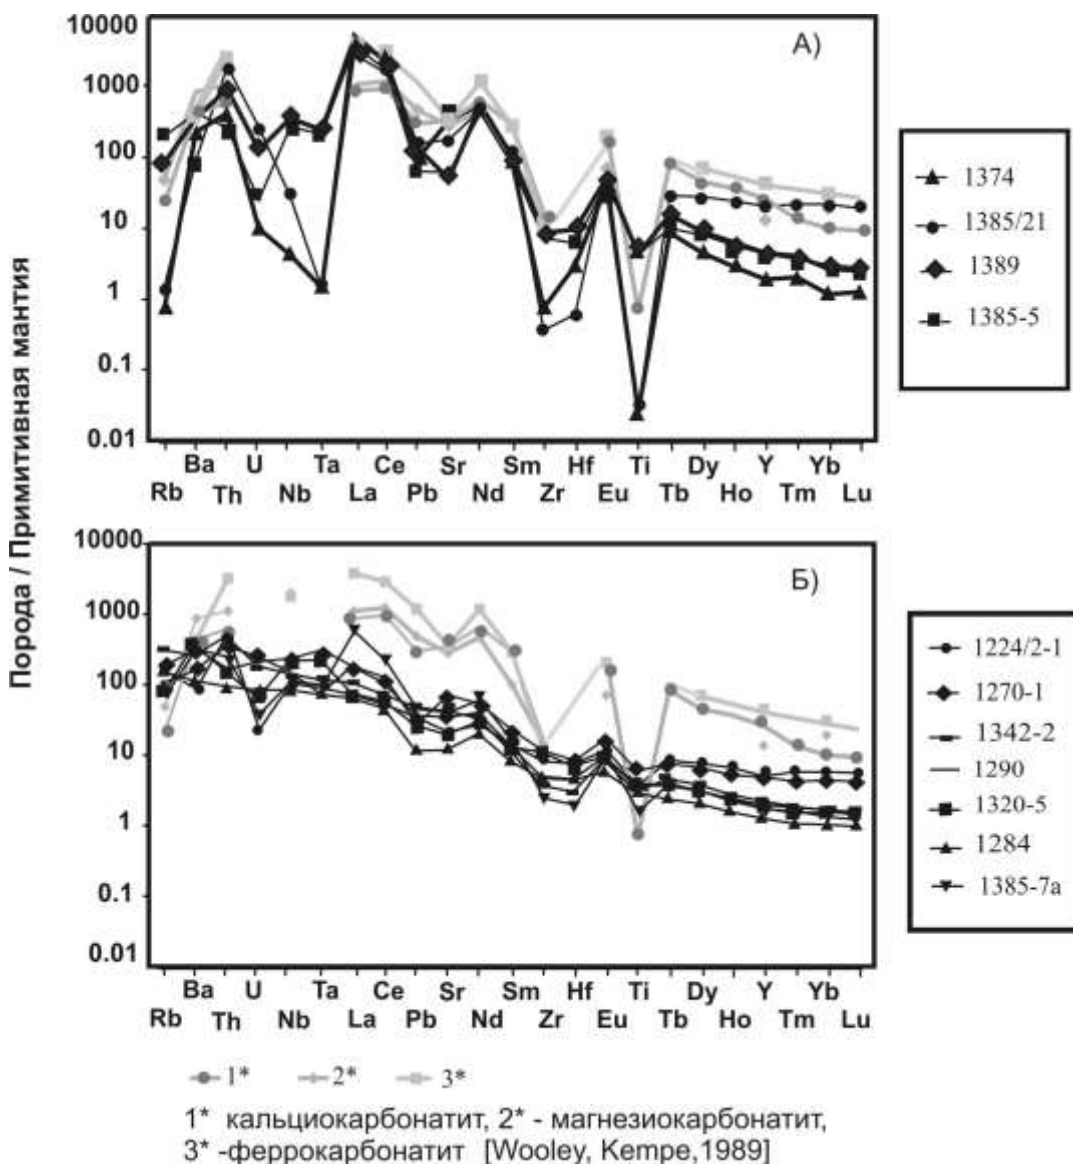 Порода / Примитивная мантия
А)
10000
1000
100
10
1
0.1
0.01
Ba U Ta Ce Sr Sm Hf Ti Dy Y Yb
Rb Th Nb La Pb Nd Zr Eu Tb Ho Tm Lu
1374
1385/21
1389
1385-5
Б)
10000
1000
100
10
1
0.1
0.01
Ba U Ta Ce Sr Sm Hf Ti Dy Y Yb
Rb Th Nb La Pb Nd Zr Eu Tb Ho Tm Lu
1224/2-1
1270-1
1342-2
1290
1320-5
1284
1385-7а
1* 2* 3*
1* кальциокарбонатит, 2* - магнезиокарбонатит,
3* -феррокарбонатит [Wooley, Kempe,1989]